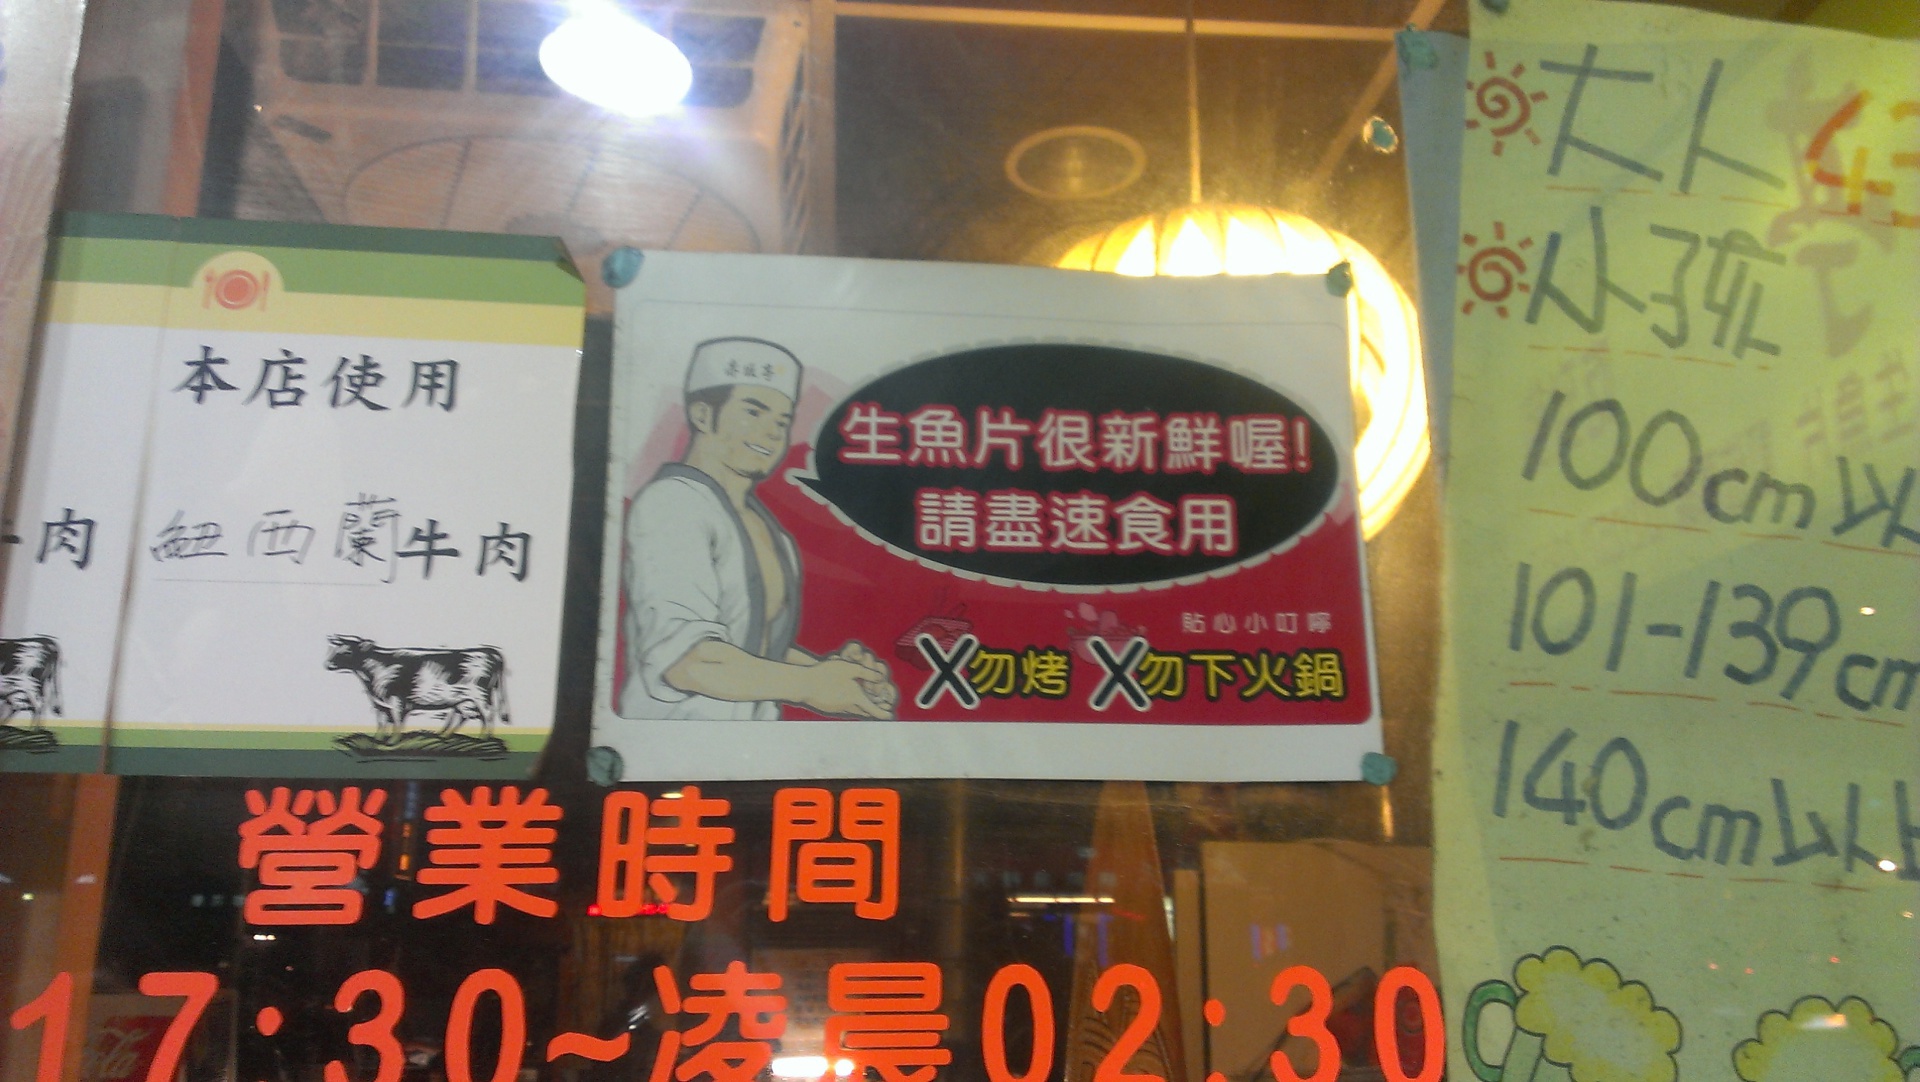 本店使用
肉
紐西蘭牛肉
生魚片很新鮮喔!
請盡速食用
貼心小叮嚀
X勿烤 X勿下火鍋
營業時間
17:30~凌晨02:30
大人 43
小孩
100cm以
101-139cm
140cm以上